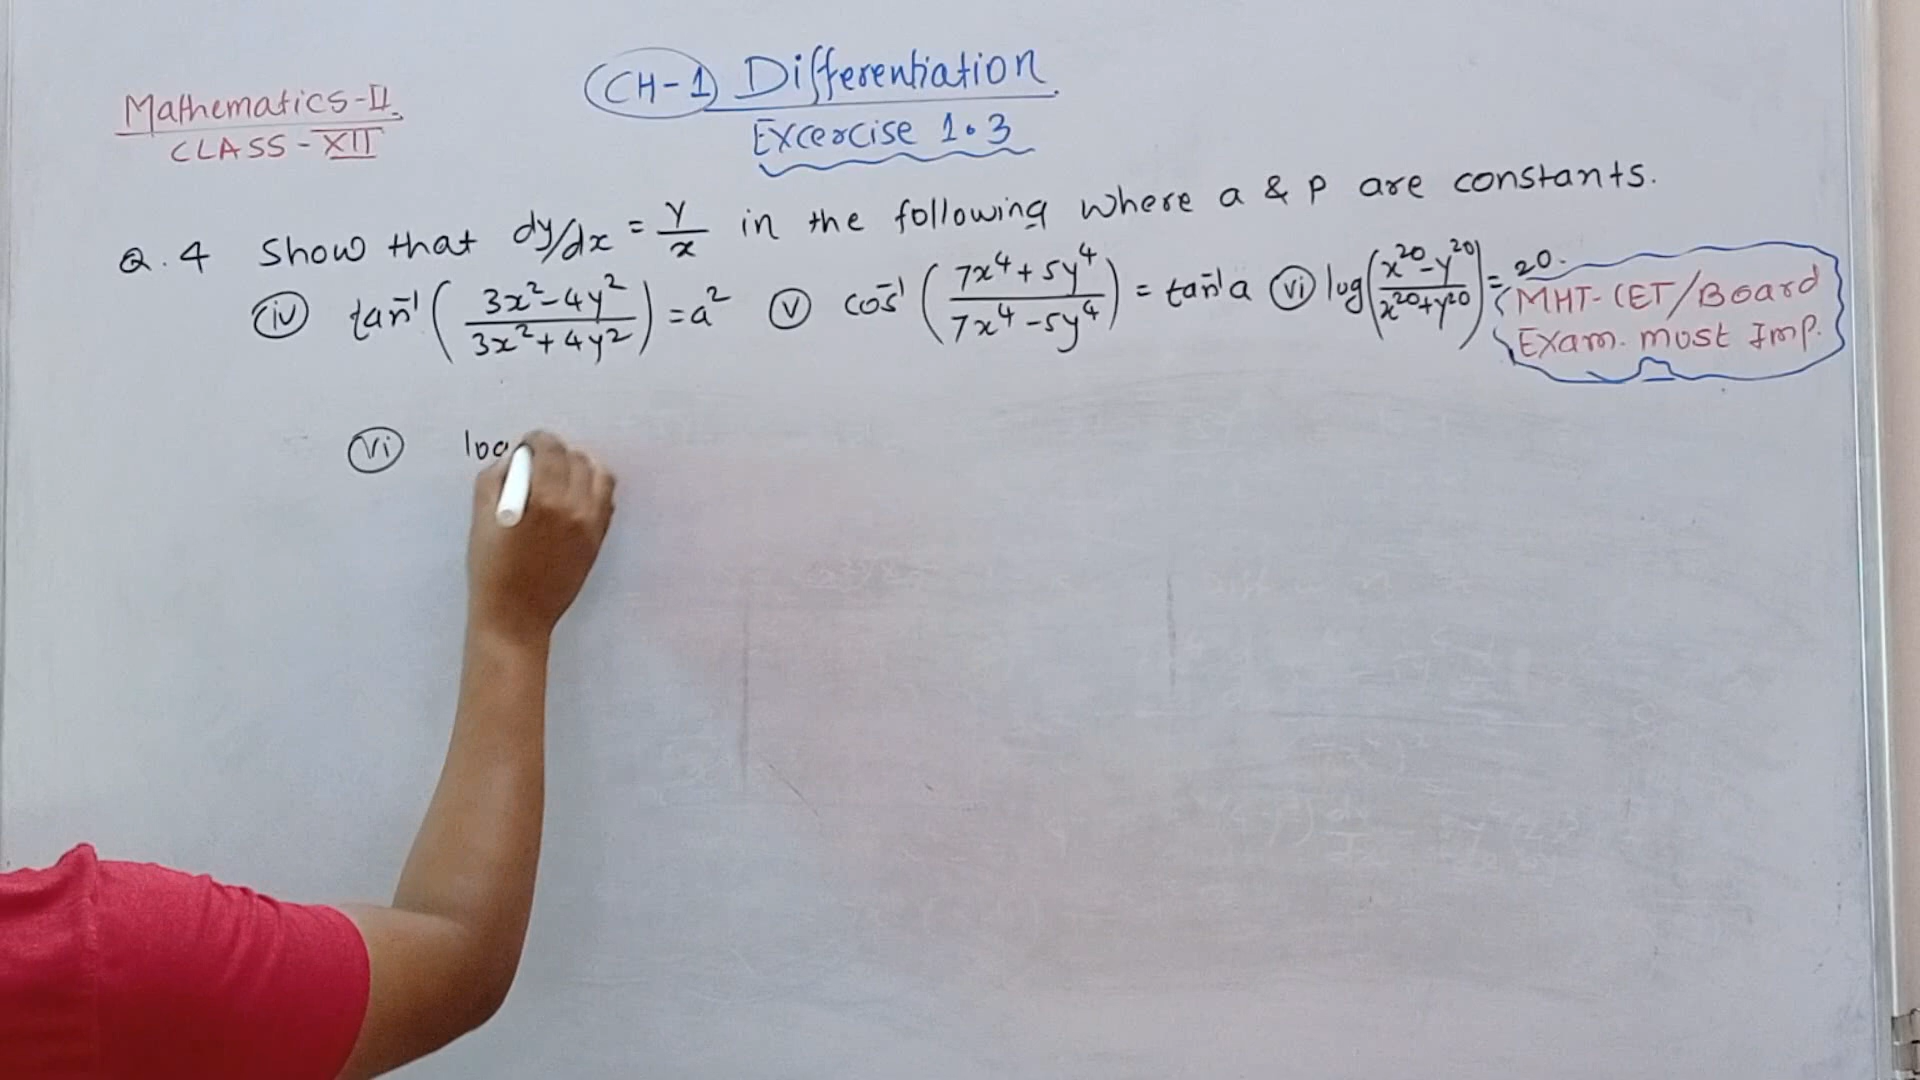 Mathematics-II.
CLASS-XII
CH-1 Differentiation
Excercise 1.3
Q.4 Show that dy/dx = y/x in the following where a & p are constants.
(iv) tan⁻¹(3x²-4y²/3x²+4y²) = a² (v) cos⁻¹(7x⁴+5y⁴/7x⁴-5y⁴) = tan⁻¹a (vi) log(x²⁰-y²⁰/x²⁰+y²⁰) = 20.
MHT-CET/Board
Exam. most Imp.
(vi) log